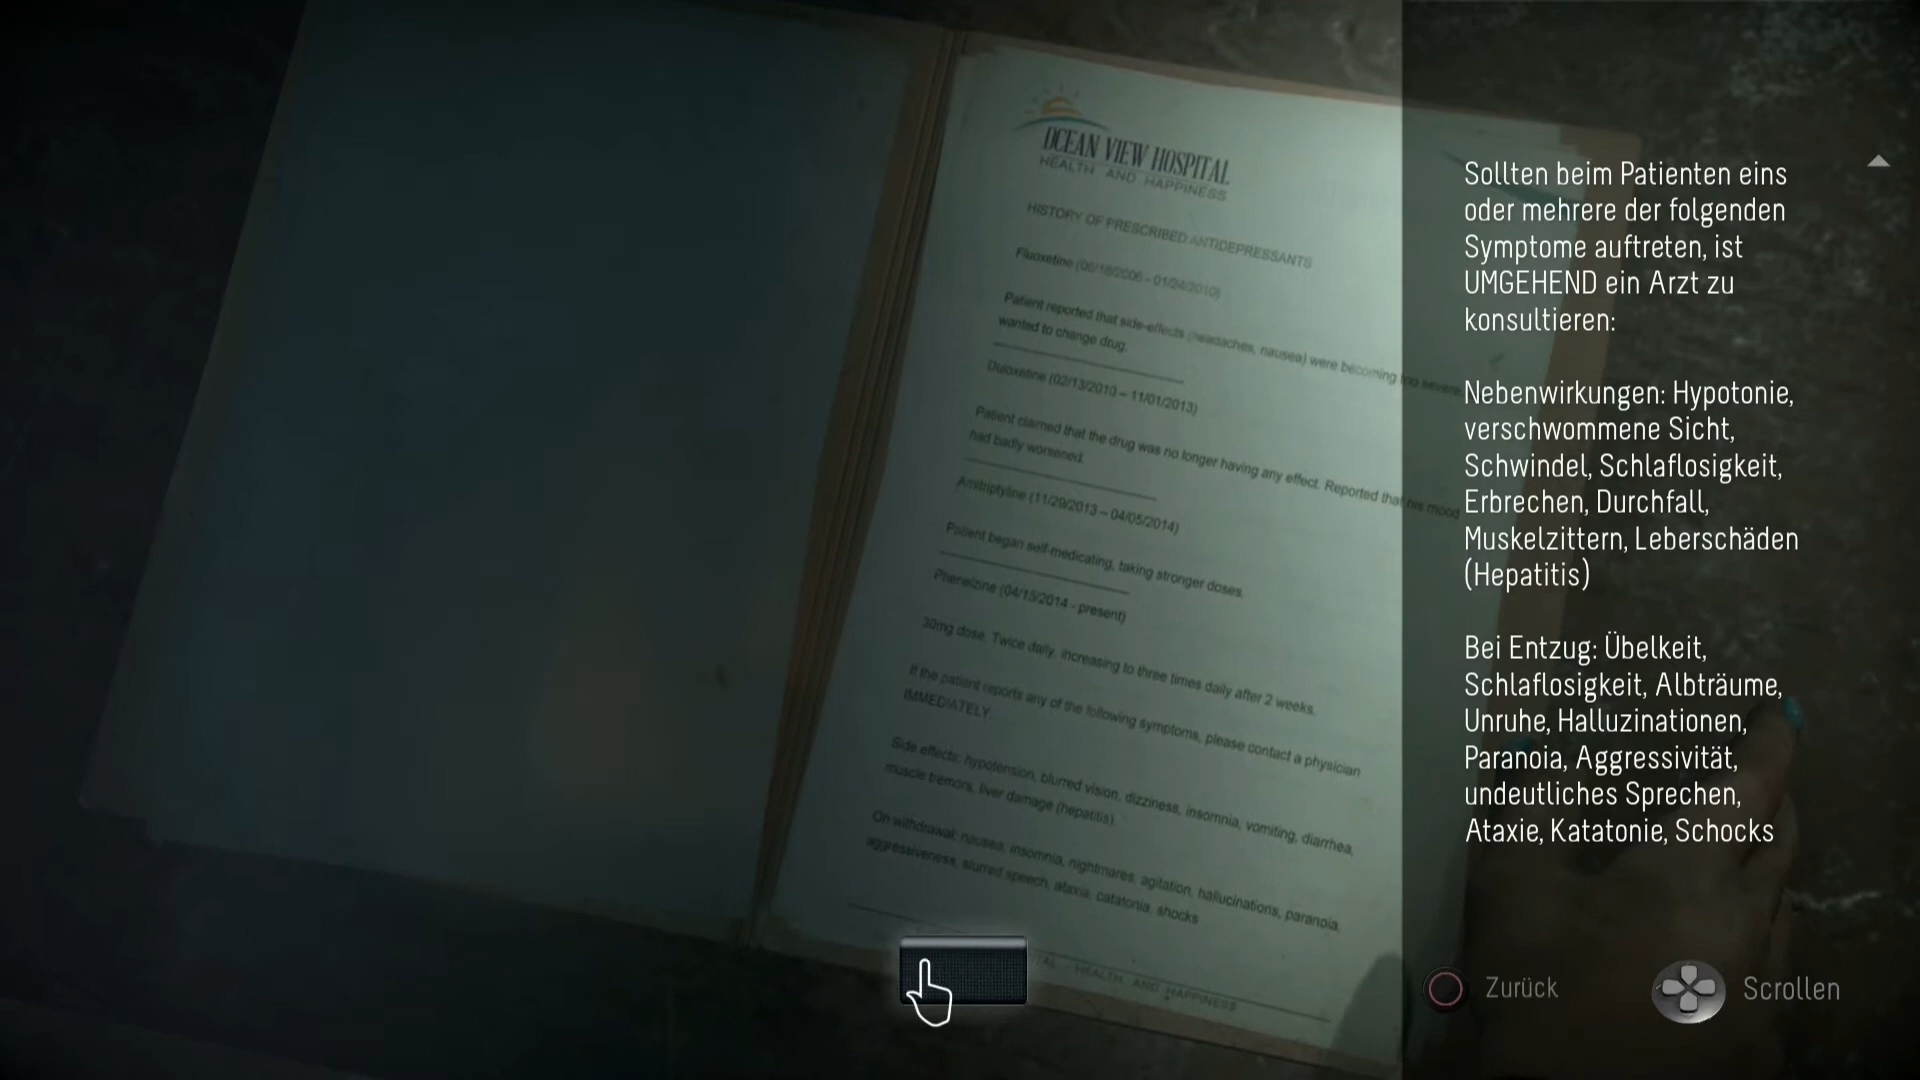 OCEAN VIEW HOSPITAL
HEALTH AND HAPPINESS
HISTORY OF PRESCRIBED ANTIDEPRESSANTS
Fluoxetine (06/18/2006 - 01/24/2010)
Patient reported that side-effects (headaches, nausea) were becoming too severe,
wanted to change drug.
Duloxetine (02/13/2010 – 11/01/2013)
Patient claimed that the drug was no longer having any effect. Reported that his mood
had badly worsened.
Amitriptyline (11/29/2013 – 04/05/2014)
Patient began self-medicating, taking stronger doses.
Phenelzine (04/15/2014 - present)
30mg dose. Twice daily, increasing to three times daily after 2 weeks.
If the patient reports any of the following symptoms, please contact a physician
IMMEDIATELY:
Side effects: hypotension, blurred vision, dizziness, insomnia, vomiting, diarrhea,
muscle tremors, liver damage (hepatitis).
On withdrawal: nausea, insomnia, nightmares, agitation, hallucinations, paranoia,
aggressiveness, slurred speech, ataxia, catatonia, shocks
HEALTH AND HAPPINESS
Sollten beim Patienten eins
oder mehrere der folgenden
Symptome auftreten, ist
UMGEHEND ein Arzt zu
konsultieren:
Nebenwirkungen: Hypotonie,
verschwommene Sicht,
Schwindel, Schlaflosigkeit,
Erbrechen, Durchfall,
Muskelzittern, Leberschäden
(Hepatitis)
Bei Entzug: Übelkeit,
Schlaflosigkeit, Albträume,
Unruhe, Halluzinationen,
Paranoia, Aggressivität,
undeutliches Sprechen,
Ataxie, Katatonie, Schocks
Zurück
Scrollen